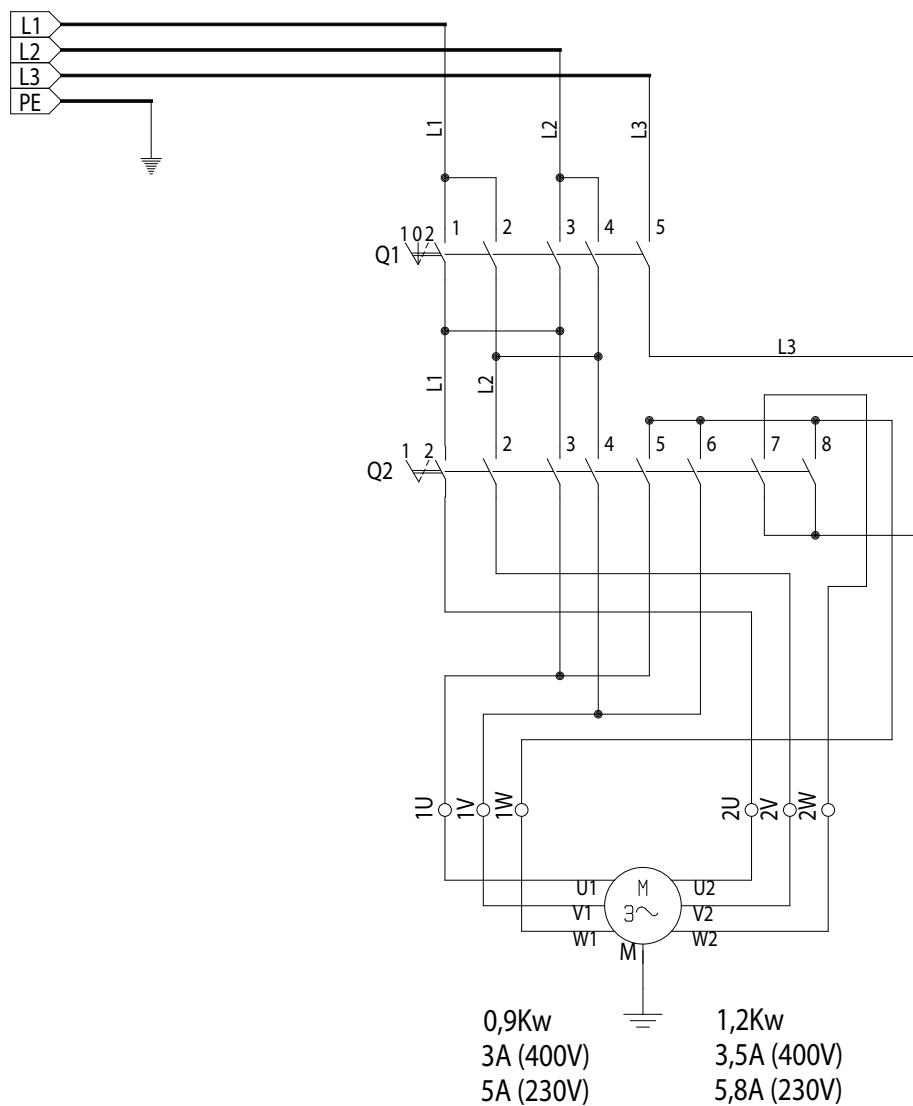 L1
L2
L3
PE
L1
L2
L3
1 0 2
1
2
3
4
5
Q1
L3
L1
L2
1 2
2
3
4
5
6
7
8
Q2
1U
1V
1W
2U
2V
2W
U1
M
U2
V1
3~
V2
W1
W2
M
0,9Kw
3A (400V)
5A (230V)
1,2Kw
3,5A (400V)
5,8A (230V)